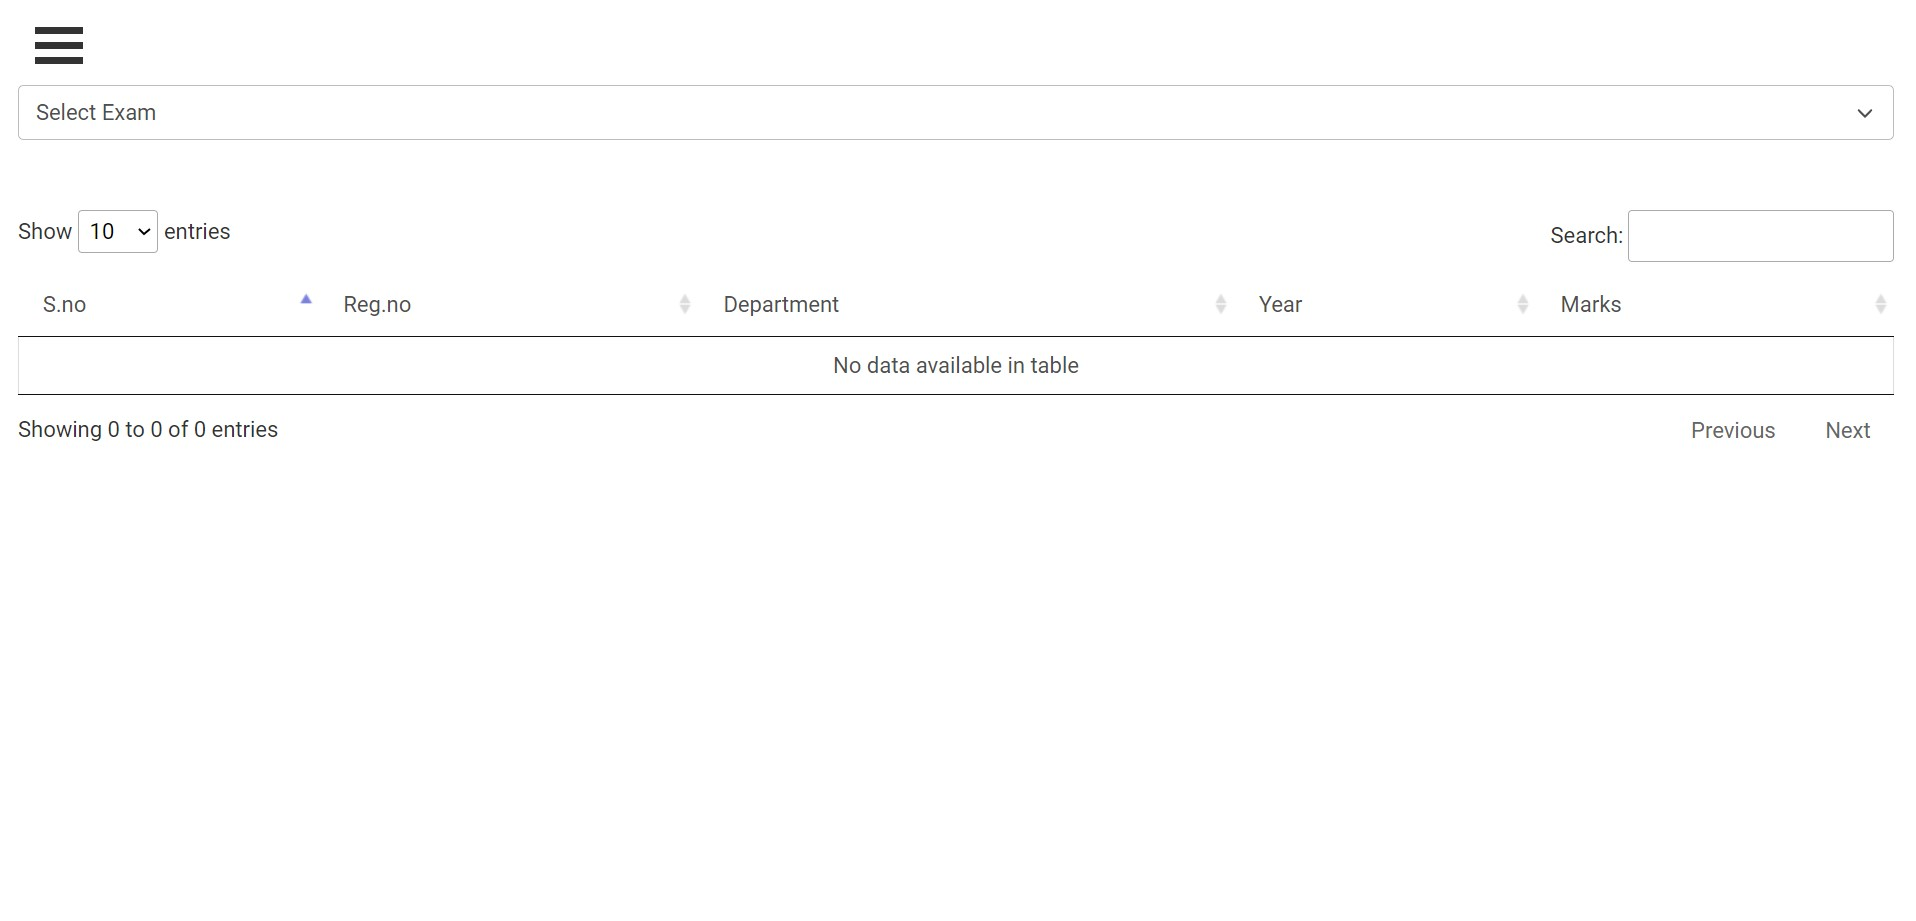 Select Exam
Show 10 entries
Search:
S.no Reg.no Department Year Marks
No data available in table
Showing 0 to 0 of 0 entries
Previous Next